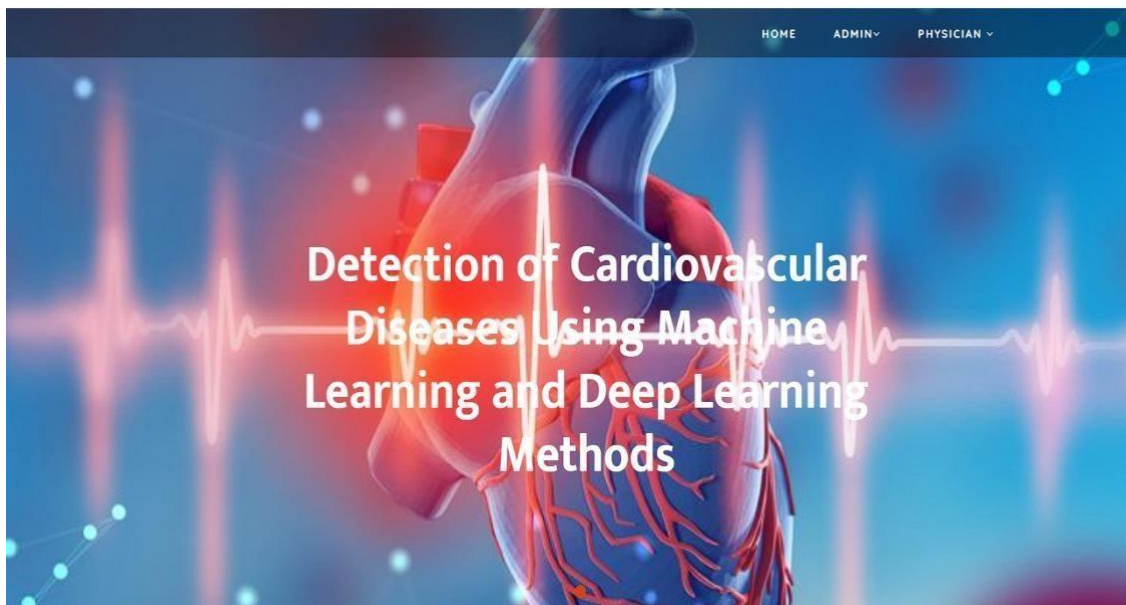 HOME ADMIN PHYSICIAN
Detection of Cardiovascular
Diseases Using Machine
Learning and Deep Learning
Methods